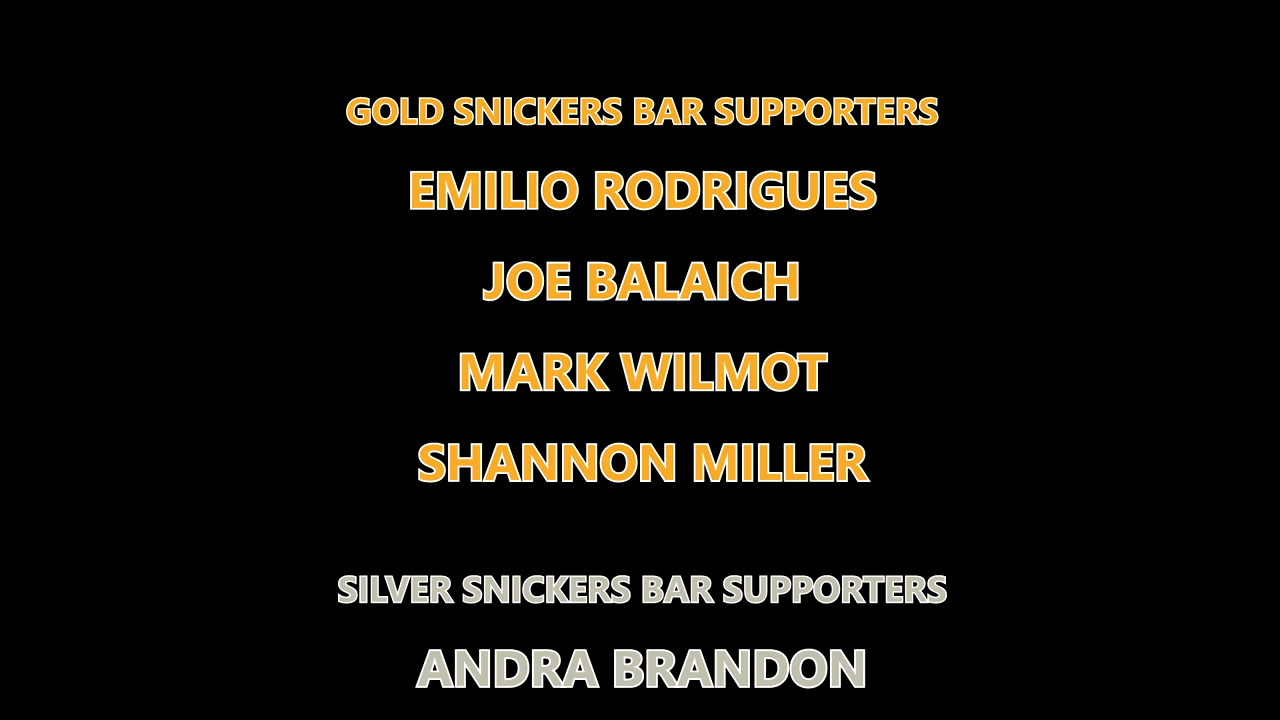 GOLD SNICKERS BAR SUPPORTERS
EMILIO RODRIGUES
JOE BALAICH
MARK WILMOT
SHANNON MILLER
SILVER SNICKERS BAR SUPPORTERS
ANDRA BRANDON